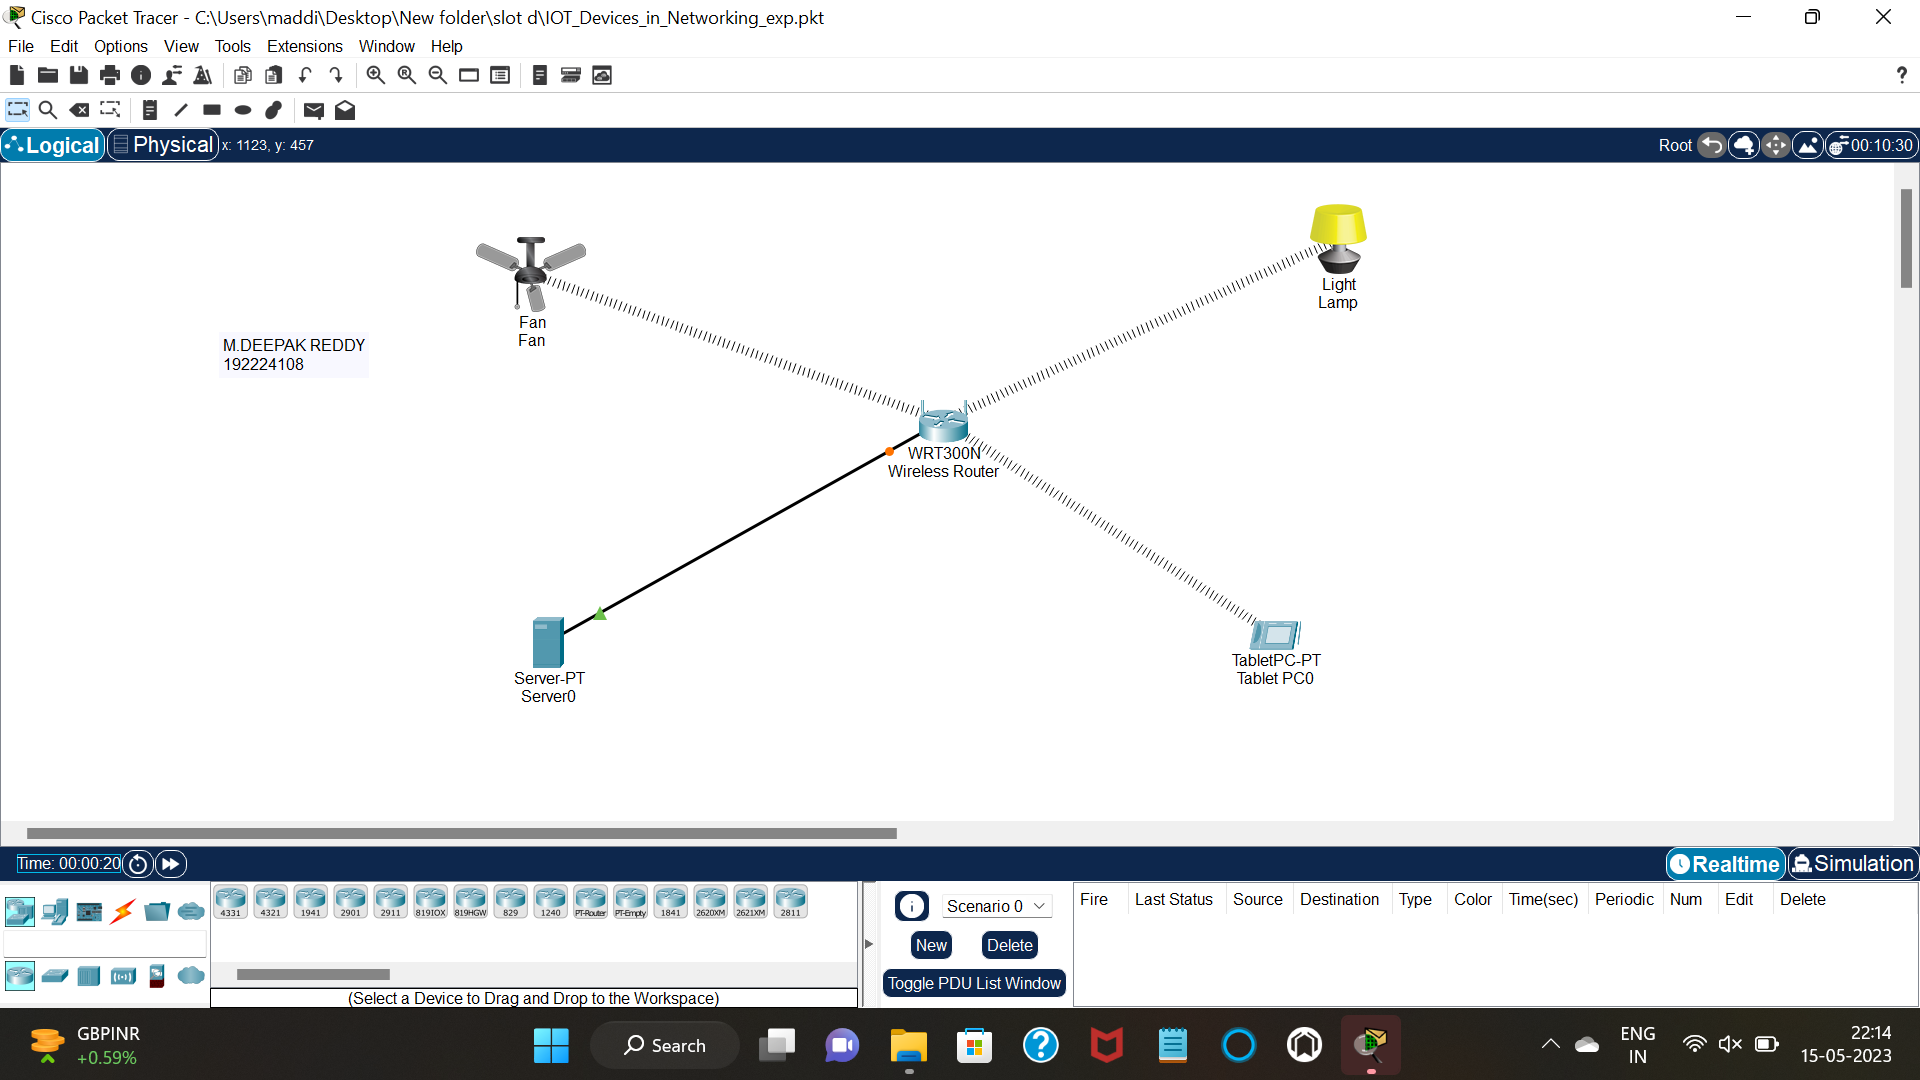 Cisco Packet Tracer - C:\Users\maddi\Desktop\New folder\slot d\IOT_Devices_in_Networking_exp.pkt
File Edit Options View Tools Extensions Window Help
?
Logical Physical x: 1123, y: 457 Root 00:10:30
Fan
Fan
Light
Lamp
M.DEEPAK REDDY
192224108
WRT300N
Wireless Router
Server-PT
Server0
TabletPC-PT
Tablet PC0
Time: 00:00:20 Realtime Simulation
4331 4321 1941 2901 2911 819IOX 819HGW 829 1240 PT-Router PT-Empty 1841 2620XM 2621XM 2811
(Select a Device to Drag and Drop to the Workspace)
Scenario 0
New Delete
Toggle PDU List Window
Fire Last Status Source Destination Type Color Time(sec) Periodic Num Edit Delete
GBPINR
+0.59%
Search
ENG
IN
22:14
15-05-2023